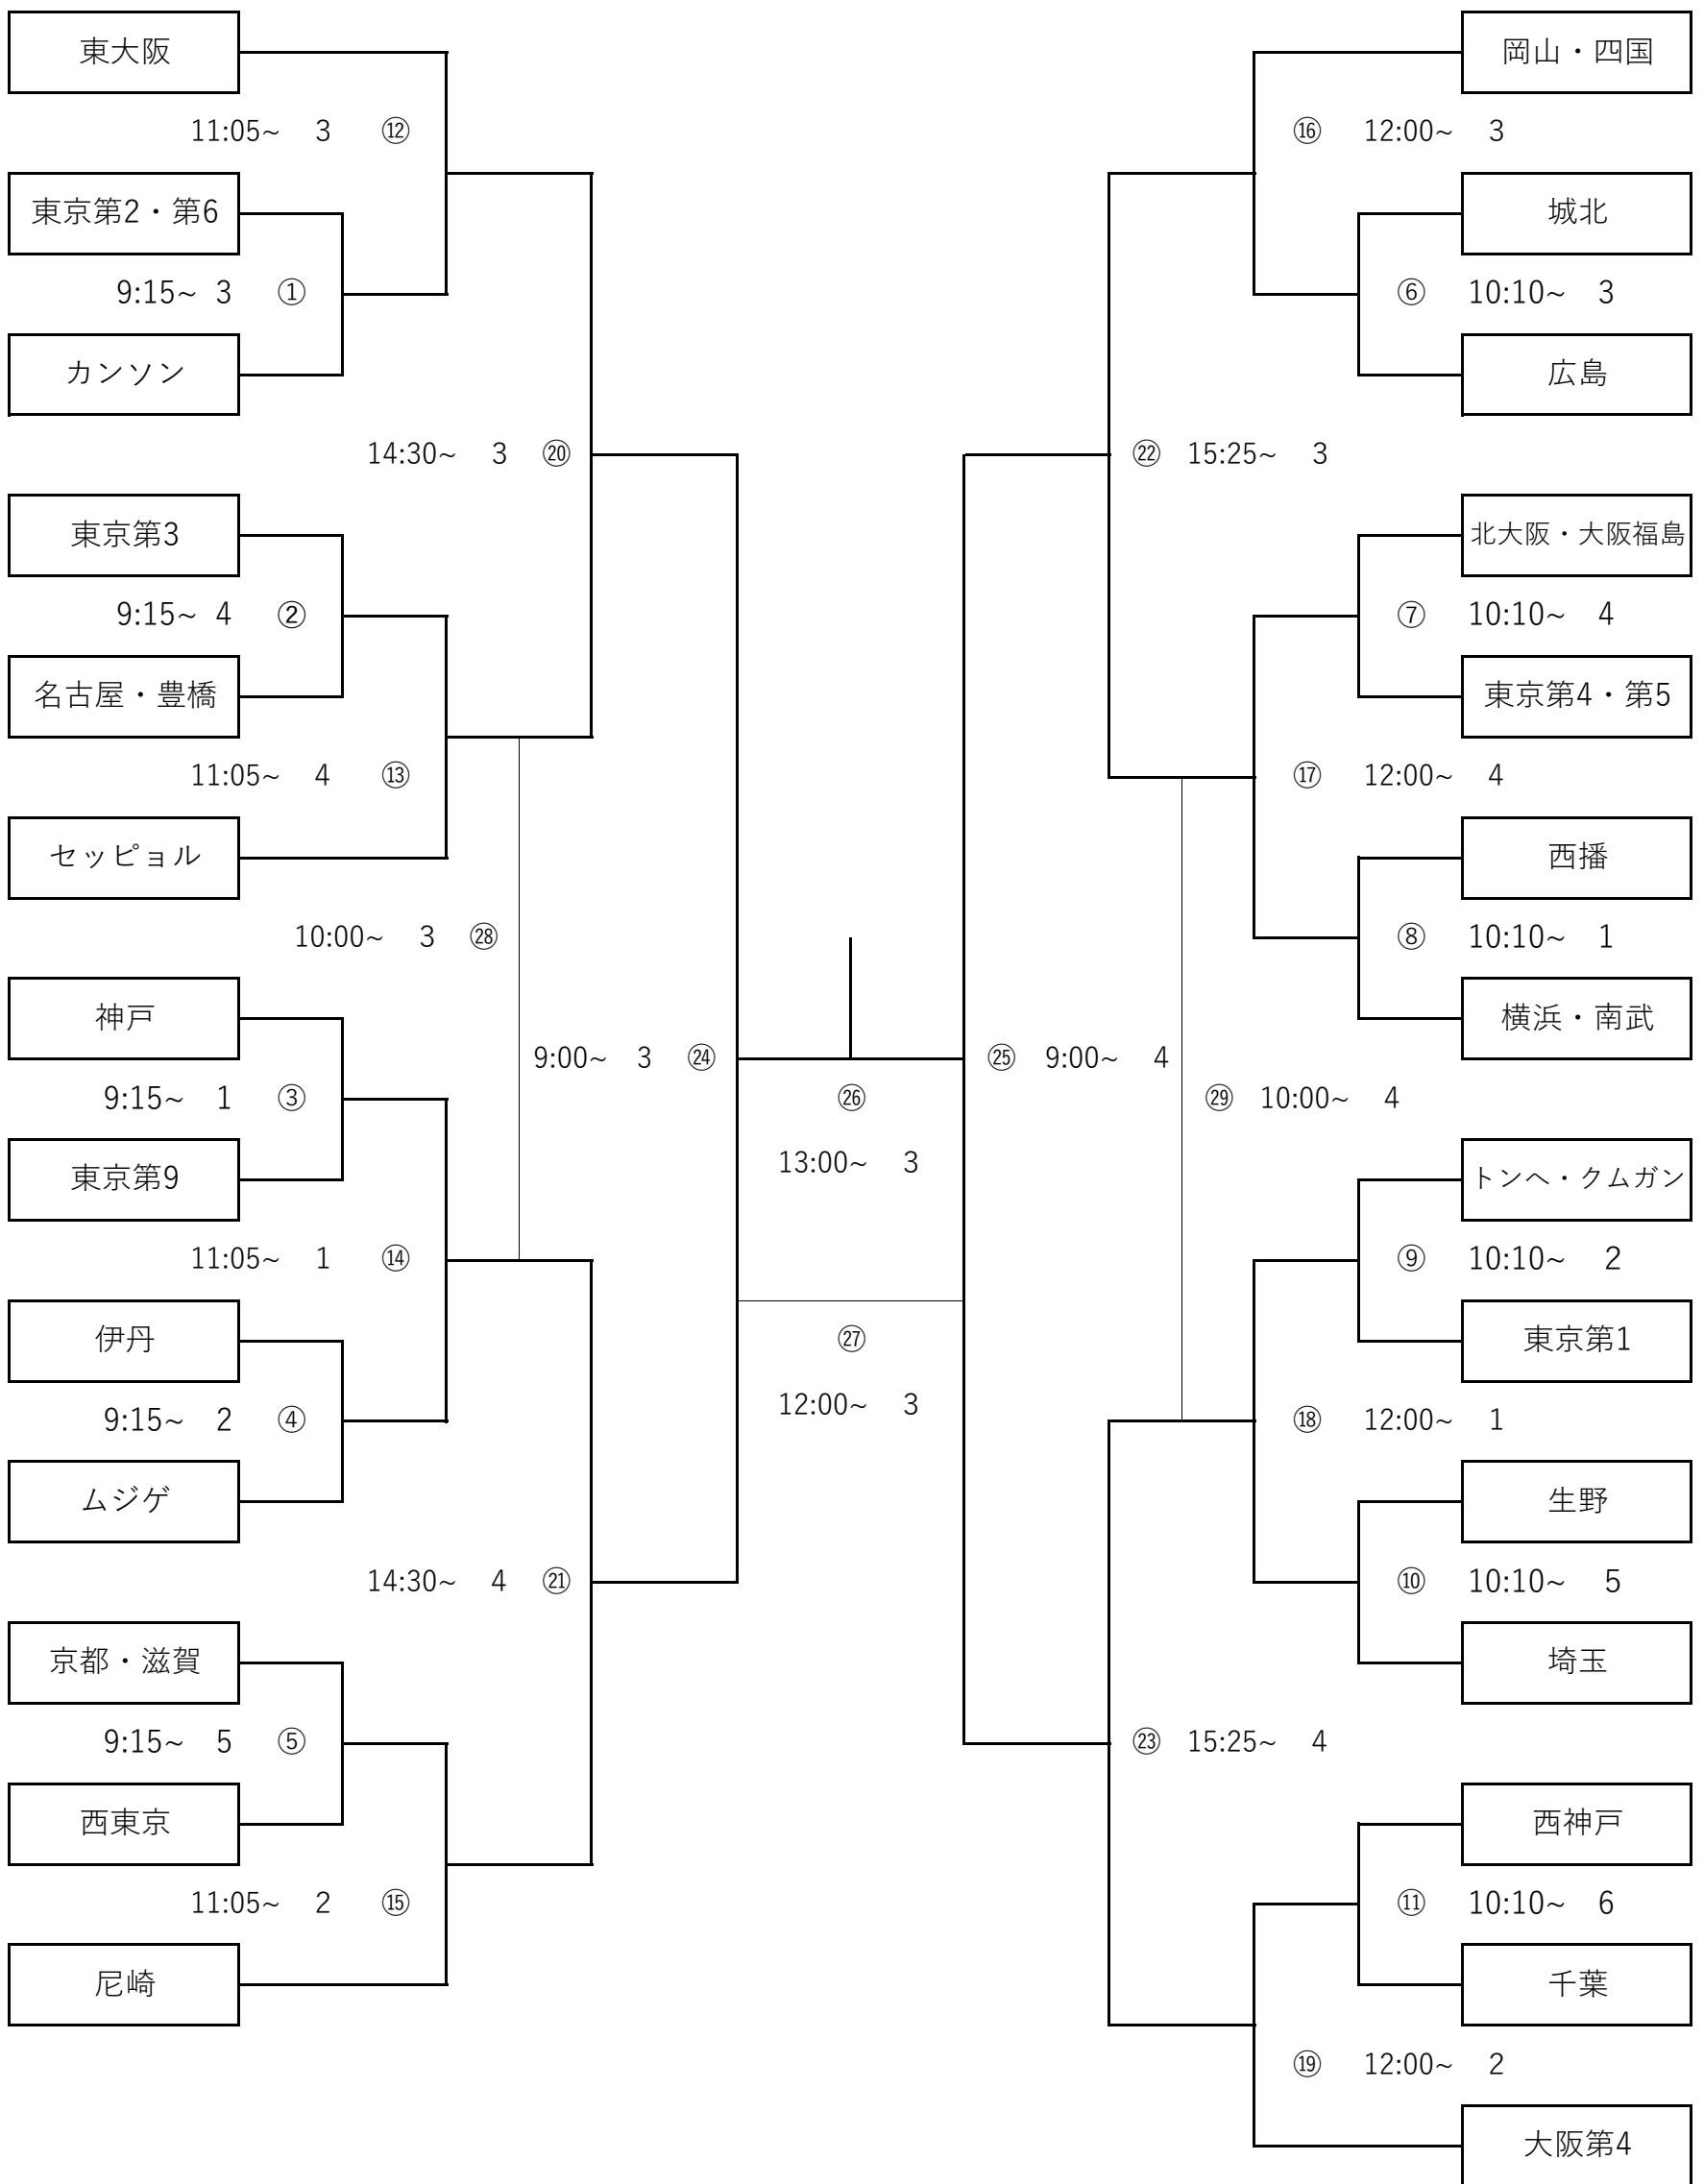 東大阪
11:05~ 3 ⑫
東京第2・第6
9:15~ 3 ①
カンソン
14:30~ 3 ⑳
東京第3
9:15~ 4 ②
名古屋・豊橋
11:05~ 4 ⑬
セッピョル
10:00~ 3 ㉘
神戸
9:00~ 3 ㉔
9:15~ 1 ③
東京第9
11:05~ 1 ⑭
伊丹
9:15~ 2 ④
ムジゲ
14:30~ 4 ㉑
京都・滋賀
9:15~ 5 ⑤
西東京
11:05~ 2 ⑮
尼崎
㉖
13:00~ 3
㉗
12:00~ 3
岡山・四国
⑯ 12:00~ 3
城北
⑥ 10:10~ 3
広島
㉒ 15:25~ 3
北大阪・大阪福島
⑦ 10:10~ 4
東京第4・第5
⑰ 12:00~ 4
西播
⑧ 10:10~ 1
横浜・南武
㉕ 9:00~ 4
㉙ 10:00~ 4
トンヘ・クムガン
⑨ 10:10~ 2
東京第1
⑱ 12:00~ 1
生野
⑩ 10:10~ 5
埼玉
㉓ 15:25~ 4
西神戸
⑪ 10:10~ 6
千葉
⑲ 12:00~ 2
大阪第4